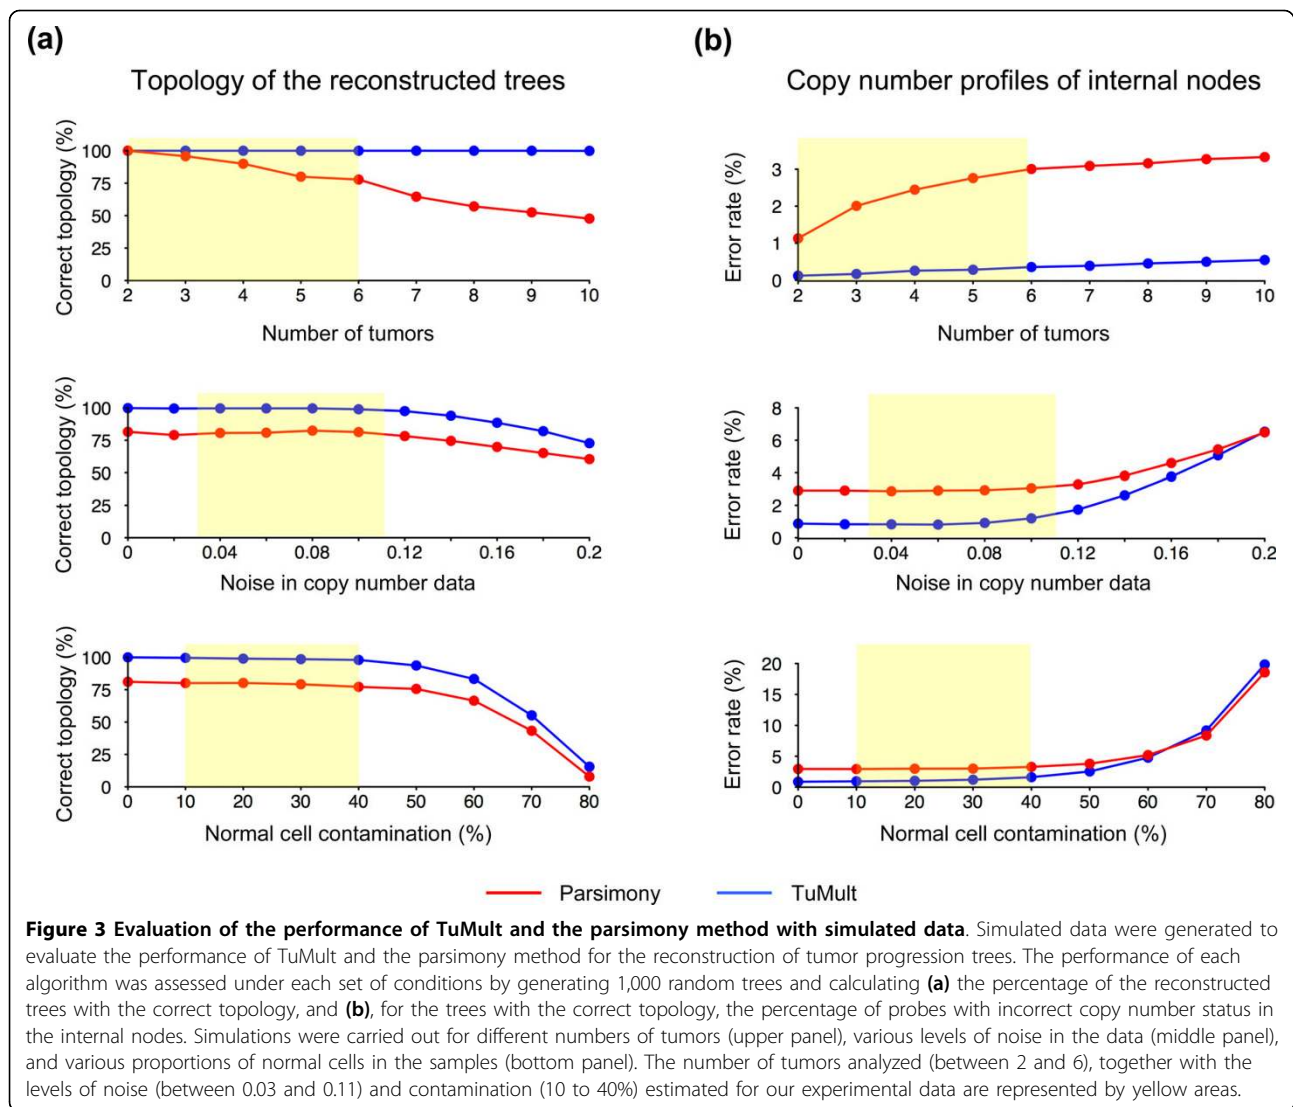 (a)
Topology of the reconstructed trees
Correct topology (%)
100
75
50
25
0
2 3 4 5 6 7 8 9 10
Number of tumors
Correct topology (%)
100
75
50
25
0
0 0.04 0.08 0.12 0.16 0.2
Noise in copy number data
Correct topology (%)
100
75
50
25
0
0 10 20 30 40 50 60 70 80
Normal cell contamination (%)
(b)
Copy number profiles of internal nodes
Error rate (%)
3
2
1
0
2 3 4 5 6 7 8 9 10
Number of tumors
Error rate (%)
8
6
4
2
0
0 0.04 0.08 0.12 0.16 0.2
Noise in copy number data
Error rate (%)
20
15
10
5
0
0 10 20 30 40 50 60 70 80
Normal cell contamination (%)
Parsimony TuMult
Figure 3 Evaluation of the performance of TuMult and the parsimony method with simulated data. Simulated data were generated to
evaluate the performance of TuMult and the parsimony method for the reconstruction of tumor progression trees. The performance of each
algorithm was assessed under each set of conditions by generating 1,000 random trees and calculating (a) the percentage of the reconstructed
trees with the correct topology, and (b), for the trees with the correct topology, the percentage of probes with incorrect copy number status in
the internal nodes. Simulations were carried out for different numbers of tumors (upper panel), various levels of noise in the data (middle panel),
and various proportions of normal cells in the samples (bottom panel). The number of tumors analyzed (between 2 and 6), together with the
levels of noise (between 0.03 and 0.11) and contamination (10 to 40%) estimated for our experimental data are represented by yellow areas.